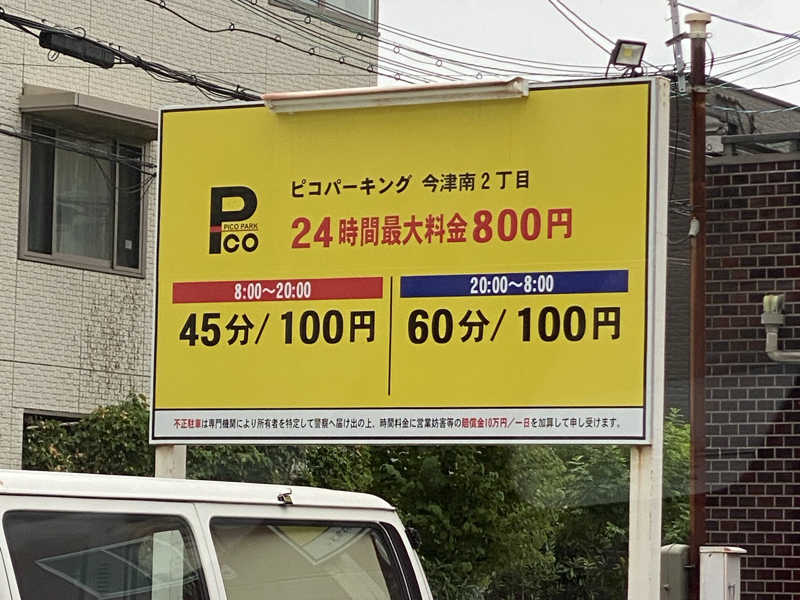 ピコパーキング 今津南2丁目
P
PICO PARK
ico
24時間最大料金800円
8:00〜20:00
45分/100円
20:00〜8:00
60分/100円
不正駐車は専門機関により所有者を特定して警察へ届け出の上、時間料金に営業妨害等の賠償金10万円/一日を加算して申し受けます。